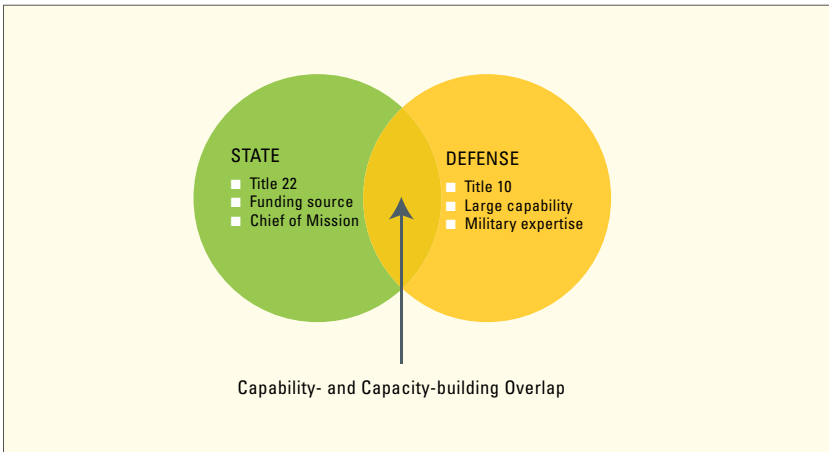 STATE
■ Title 22
■ Funding source
■ Chief of Mission
DEFENSE
■ Title 10
■ Large capability
■ Military expertise
Capability- and Capacity-building Overlap